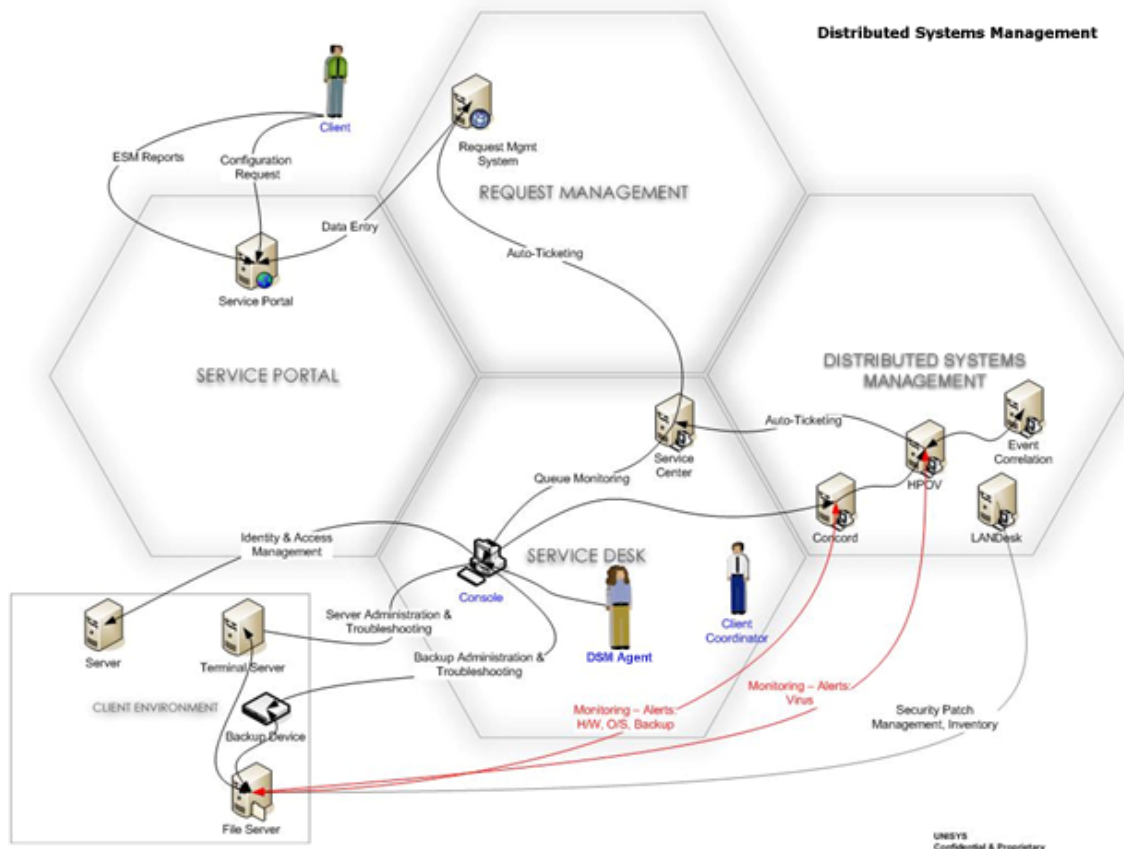 Distributed Systems Management
Client
ESM Reports
Configuration
Request
Request Mgmt
System
REQUEST MANAGEMENT
Data Entry
Auto-Ticketing
Service Portal
SERVICE PORTAL
DISTRIBUTED SYSTEMS
MANAGEMENT
Auto-Ticketing
Service
Center
Event
Correlation
HPOV
Queue Monitoring
Concord
LANDesk
Identity & Access
Management
SERVICE DESK
Console
Server Administration &
Troubleshooting
Client
Coordinator
Server
Terminal Server
Backup Administration &
Troubleshooting
DSM Agent
CLIENT ENVIRONMENT
Backup Device
Monitoring – Alerts:
H/W, O/S, Backup
Monitoring – Alerts:
Virus
Security Patch
Management, Inventory
File Server
UNISYS
Confidential & Proprietary